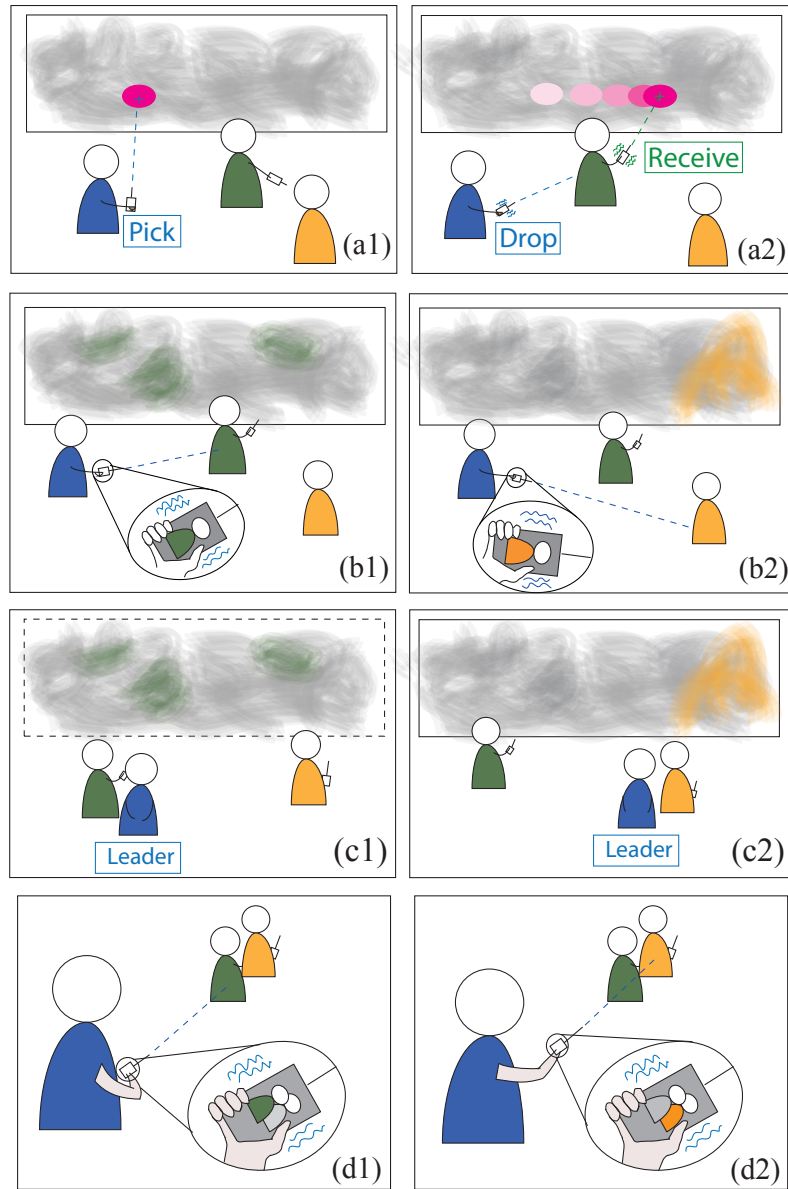 Pick
(a1)
Receive
Drop
(a2)
(b1)
(b2)
Leader
(c1)
Leader
(c2)
(d1)
(d2)